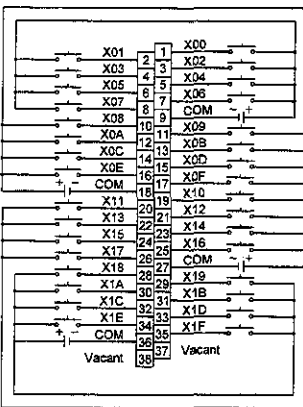 1 X00
X01 2
3 X02
X03 4
5 X04
X05 6
7 X06
X07 8
9 COM
X08 10
− +
11 X09
X0A 12
13 X0B
X0C 14
15 X0D
X0E 16
17 X0F
+ − COM 18
19 X10
X11 20
21 X12
X13 22
23 X14
X15 24
25 X16
X17 26
27 COM
X18 28
− +
29 X19
X1A 30
31 X1B
X1C 32
33 X1D
X1E 34
35 X1F
+ − COM 36
37 Vacant
Vacant 38